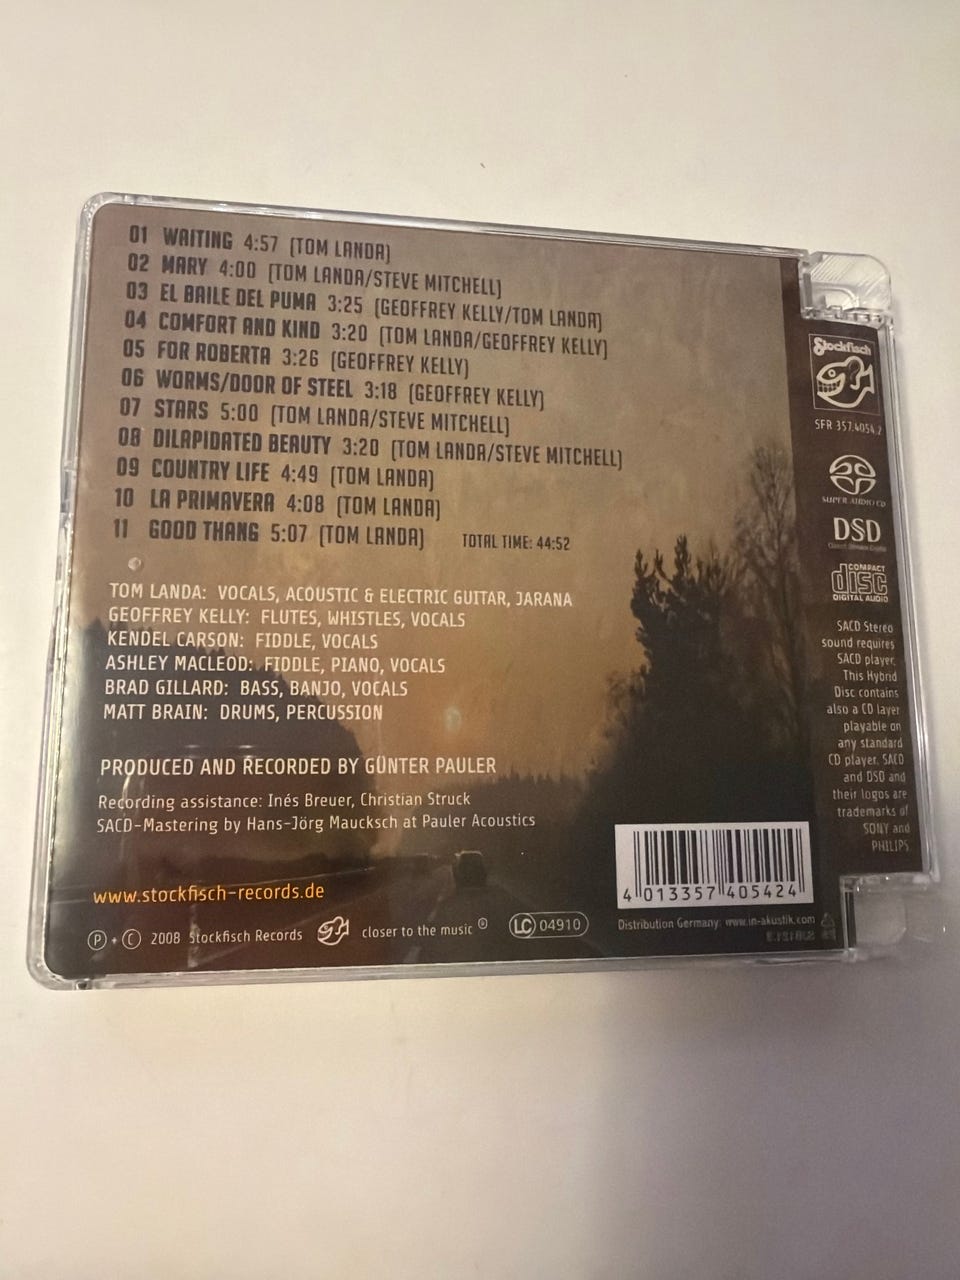 01 WAITING 4:57 (TOM LANDA)
02 MARY 4:00 (TOM LANDA/STEVE MITCHELL)
03 EL BAILE DEL PUMA 3:25 (GEOFFREY KELLY/TOM LANDA)
04 COMFORT AND KIND 3:20 (TOM LANDA/GEOFFREY KELLY)
05 FOR ROBERTA 3:26 (GEOFFREY KELLY)
06 WORMS/DOOR OF STEEL 3:18 (GEOFFREY KELLY)
07 STARS 5:00 (TOM LANDA/STEVE MITCHELL)
08 DILAPIDATED BEAUTY 3:20 (TOM LANDA/STEVE MITCHELL)
09 COUNTRY LIFE 4:49 (TOM LANDA)
10 LA PRIMAVERA 4:08 (TOM LANDA)
11 GOOD THANG 5:07 (TOM LANDA) TOTAL TIME: 44:52
TOM LANDA: VOCALS, ACOUSTIC & ELECTRIC GUITAR, JARANA
GEOFFREY KELLY: FLUTES, WHISTLES, VOCALS
KENDEL CARSON: FIDDLE, VOCALS
ASHLEY MACLEOD: FIDDLE, PIANO, VOCALS
BRAD GILLARD: BASS, BANJO, VOCALS
MATT BRAIN: DRUMS, PERCUSSION
PRODUCED AND RECORDED BY GÜNTER PAULER
Recording assistance: Inés Breuer, Christian Struck
SACD-Mastering by Hans-Jörg Maucksch at Pauler Acoustics
www.stockfisch-records.de
℗ + © 2008 Stockfisch Records closer to the music ® LC 04910
4 013357 405424
Distribution Germany: www.in-akustik.com
Stockfisch
SFR 357.4054.2
SUPER AUDIO CD
DSD
Direct Stream Digital
COMPACT
disc
DIGITAL AUDIO
SACD Stereo
sound requires
SACD player.
This Hybrid
Disc contains
also a CD layer
playable on
any standard
CD player. SACD
and DSD and
their logos are
trademarks of
SONY and
PHILIPS